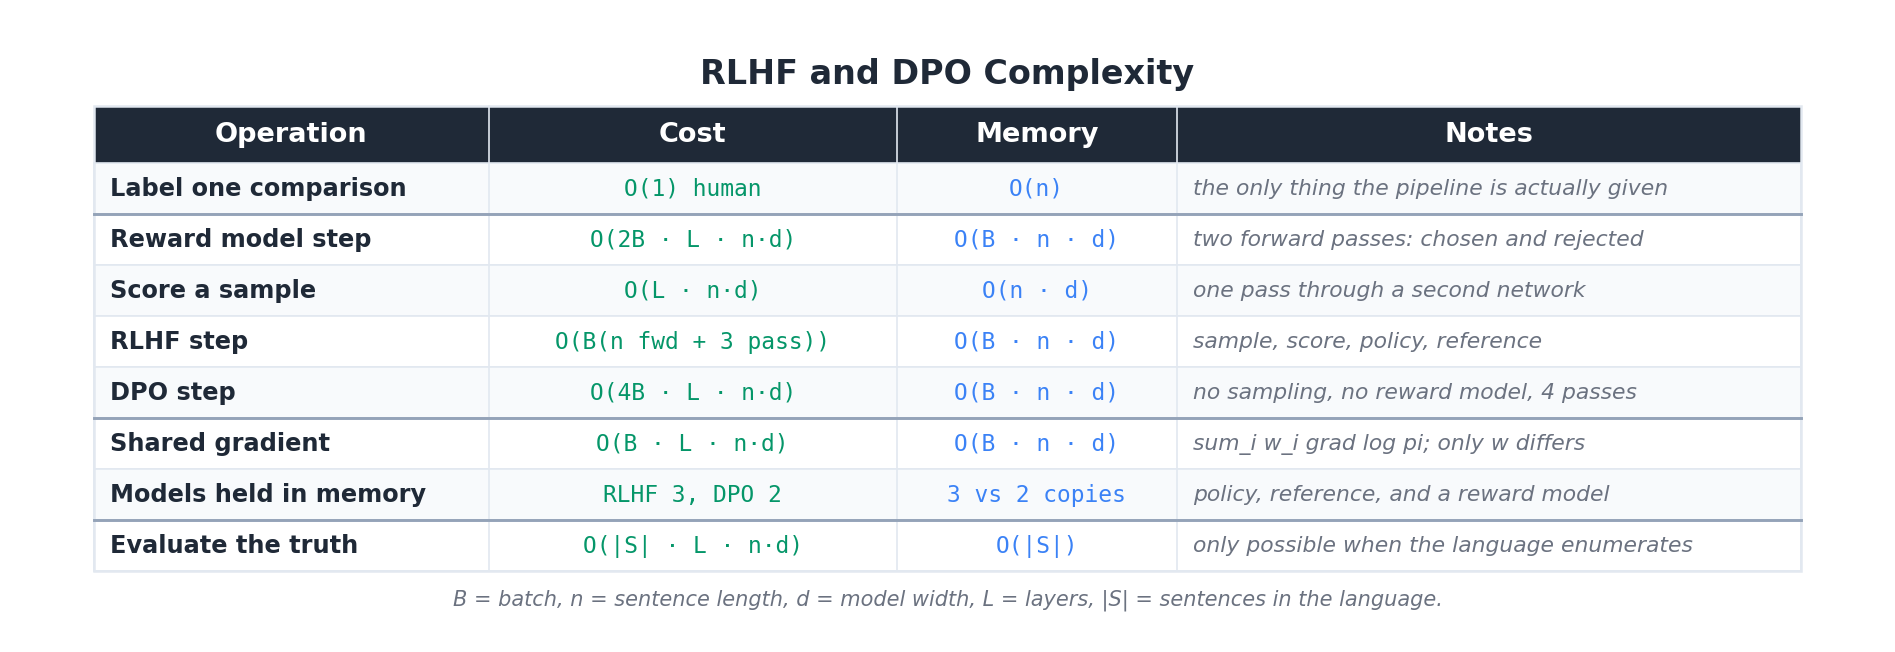 RLHF and DPO Complexity
Operation Cost Memory Notes
Label one comparison O(1) human O(n) the only thing the pipeline is actually given
Reward model step O(2B · L · n·d) O(B · n · d) two forward passes: chosen and rejected
Score a sample O(L · n·d) O(n · d) one pass through a second network
RLHF step O(B(n fwd + 3 pass)) O(B · n · d) sample, score, policy, reference
DPO step O(4B · L · n·d) O(B · n · d) no sampling, no reward model, 4 passes
Shared gradient O(B · L · n·d) O(B · n · d) sum_i w_i grad log pi; only w differs
Models held in memory RLHF 3, DPO 2 3 vs 2 copies policy, reference, and a reward model
Evaluate the truth O(|S| · L · n·d) O(|S|) only possible when the language enumerates
B = batch, n = sentence length, d = model width, L = layers, |S| = sentences in the language.